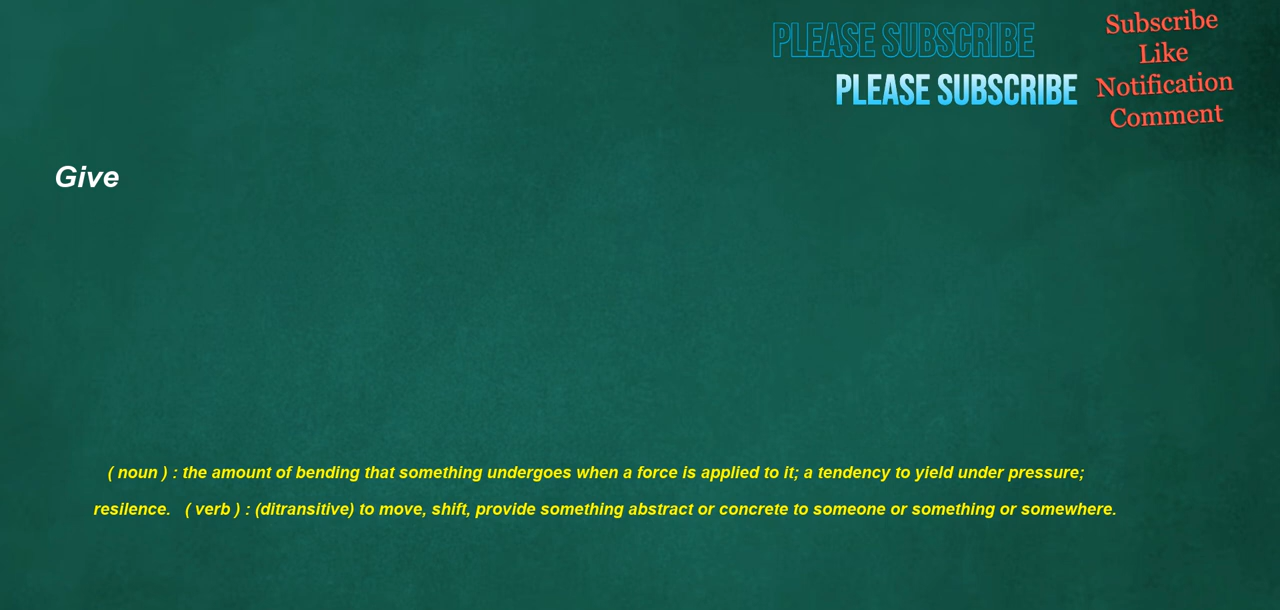 PLEASE SUBSCRIBE
PLEASE SUBSCRIBE
Subscribe
Like
Notification
Comment
Give
( noun ) : the amount of bending that something undergoes when a force is applied to it; a tendency to yield under pressure;
resilence. ( verb ) : (ditransitive) to move, shift, provide something abstract or concrete to someone or something or somewhere.